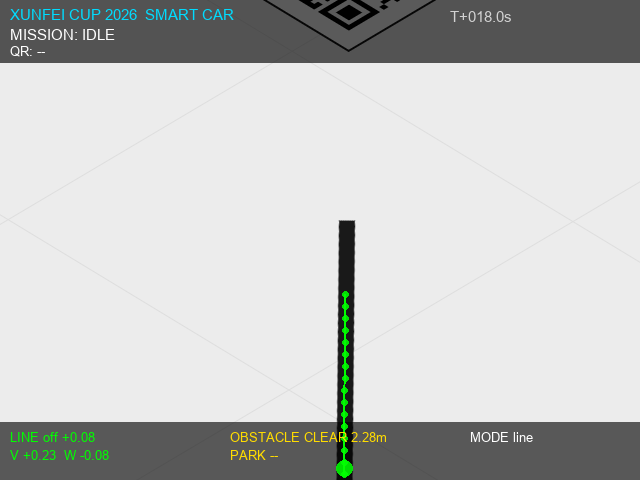 XUNFEI CUP 2026  SMART CAR
T+018.0s
MISSION: IDLE
QR: --
LINE off +0.08
OBSTACLE CLEAR 2.28m
MODE line
V +0.23  W -0.08
PARK --